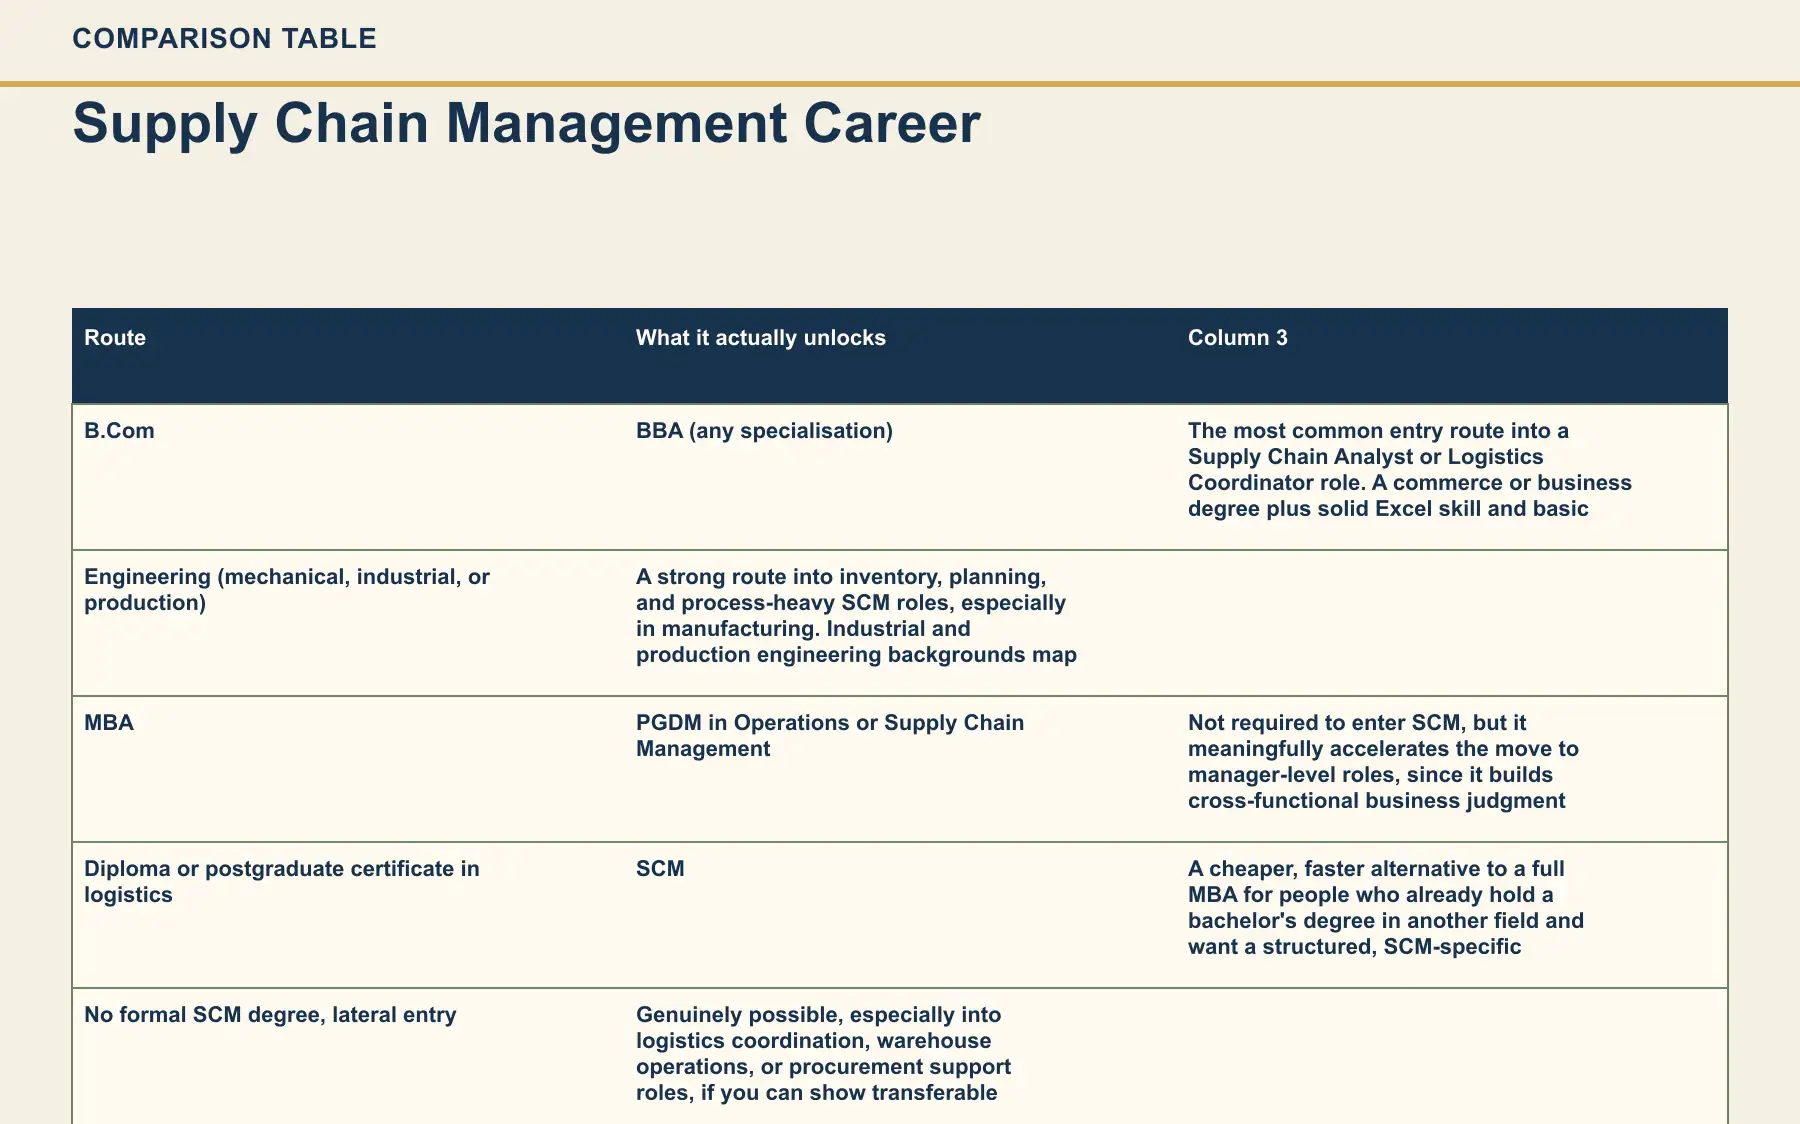 COMPARISON TABLE
Supply Chain Management Career
Route
What it actually unlocks
Column 3
B.Com
BBA (any specialisation)
The most common entry route into a
Supply Chain Analyst or Logistics
Coordinator role. A commerce or business
degree plus solid Excel skill and basic
Engineering (mechanical, industrial, or
production)
A strong route into inventory, planning,
and process-heavy SCM roles, especially
in manufacturing. Industrial and
production engineering backgrounds map
MBA
PGDM in Operations or Supply Chain
Management
Not required to enter SCM, but it
meaningfully accelerates the move to
manager-level roles, since it builds
cross-functional business judgment
Diploma or postgraduate certificate in
logistics
SCM
A cheaper, faster alternative to a full
MBA for people who already hold a
bachelor's degree in another field and
want a structured, SCM-specific
No formal SCM degree, lateral entry
Genuinely possible, especially into
logistics coordination, warehouse
operations, or procurement support
roles, if you can show transferable